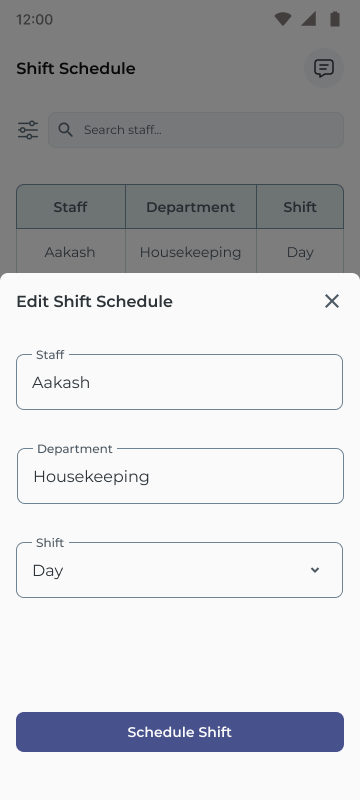 12:00
Shift Schedule
Search staff...
Staff Department Shift
Aakash Housekeeping Day
Edit Shift Schedule
Staff
Aakash
Department
Housekeeping
Shift
Day
Schedule Shift